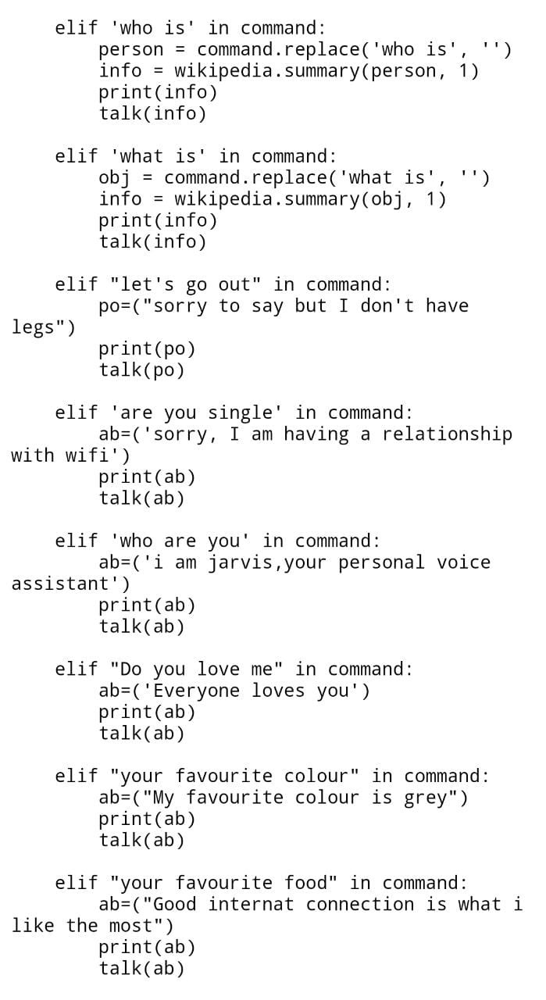 elif 'who is' in command:
        person = command.replace('who is', '')
        info = wikipedia.summary(person, 1)
        print(info)
        talk(info)

    elif 'what is' in command:
        obj = command.replace('what is', '')
        info = wikipedia.summary(obj, 1)
        print(info)
        talk(info)

    elif "let's go out" in command:
        po=("sorry to say but I don't have
legs")
        print(po)
        talk(po)

    elif 'are you single' in command:
        ab=('sorry, I am having a relationship
with wifi')
        print(ab)
        talk(ab)

    elif 'who are you' in command:
        ab=('i am jarvis,your personal voice
assistant')
        print(ab)
        talk(ab)

    elif "Do you love me" in command:
        ab=('Everyone loves you')
        print(ab)
        talk(ab)

    elif "your favourite colour" in command:
        ab=("My favourite colour is grey")
        print(ab)
        talk(ab)

    elif "your favourite food" in command:
        ab=("Good internat connection is what i
like the most")
        print(ab)
        talk(ab)